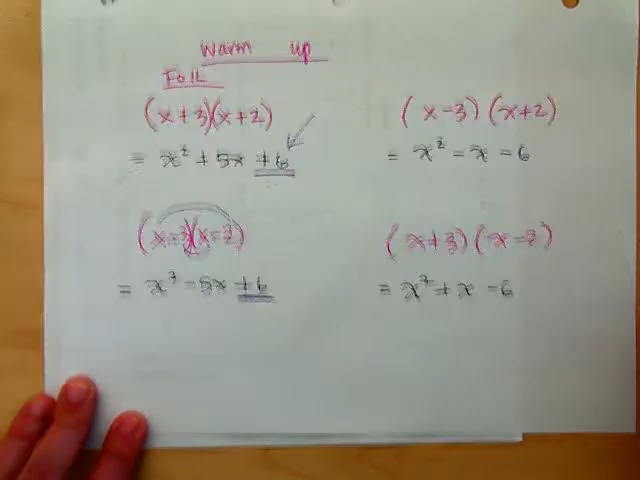 Warm up
FOIL
(x+3)(x+2)
= x² + 5x + 6
(x-3)(x+2)
= x² - x - 6
(x-3)(x-2)
= x² - 5x + 6
(x+3)(x-2)
= x² + x - 6